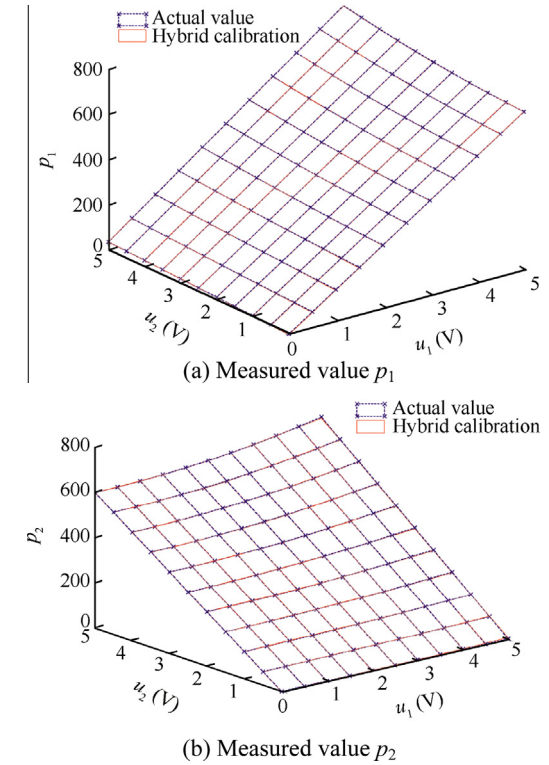 Actual value
Hybrid calibration
800
600
400
200
0
p1
5
4
3
2
1
0
u2 (V)
1
2
3
4
5
u1 (V)
(a) Measured value p1
Actual value
Hybrid calibration
800
600
400
200
0
p2
5
4
3
2
1
0
u2 (V)
1
2
3
4
5
u1 (V)
(b) Measured value p2